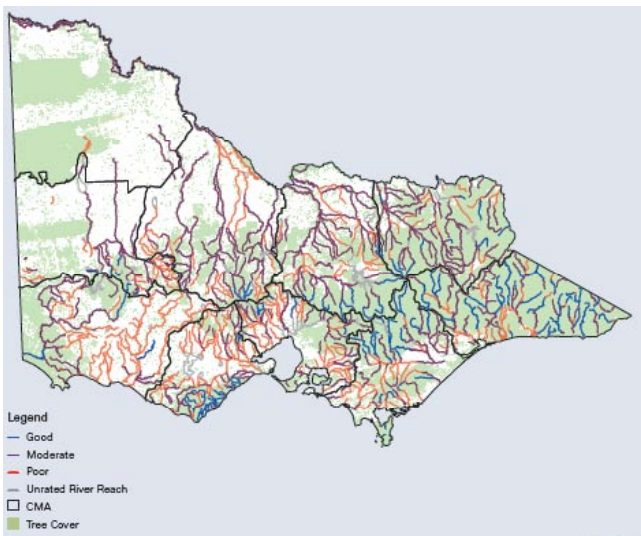 Legend
Good
Moderate
Poor
Unrated River Reach
CMA
Tree Cover